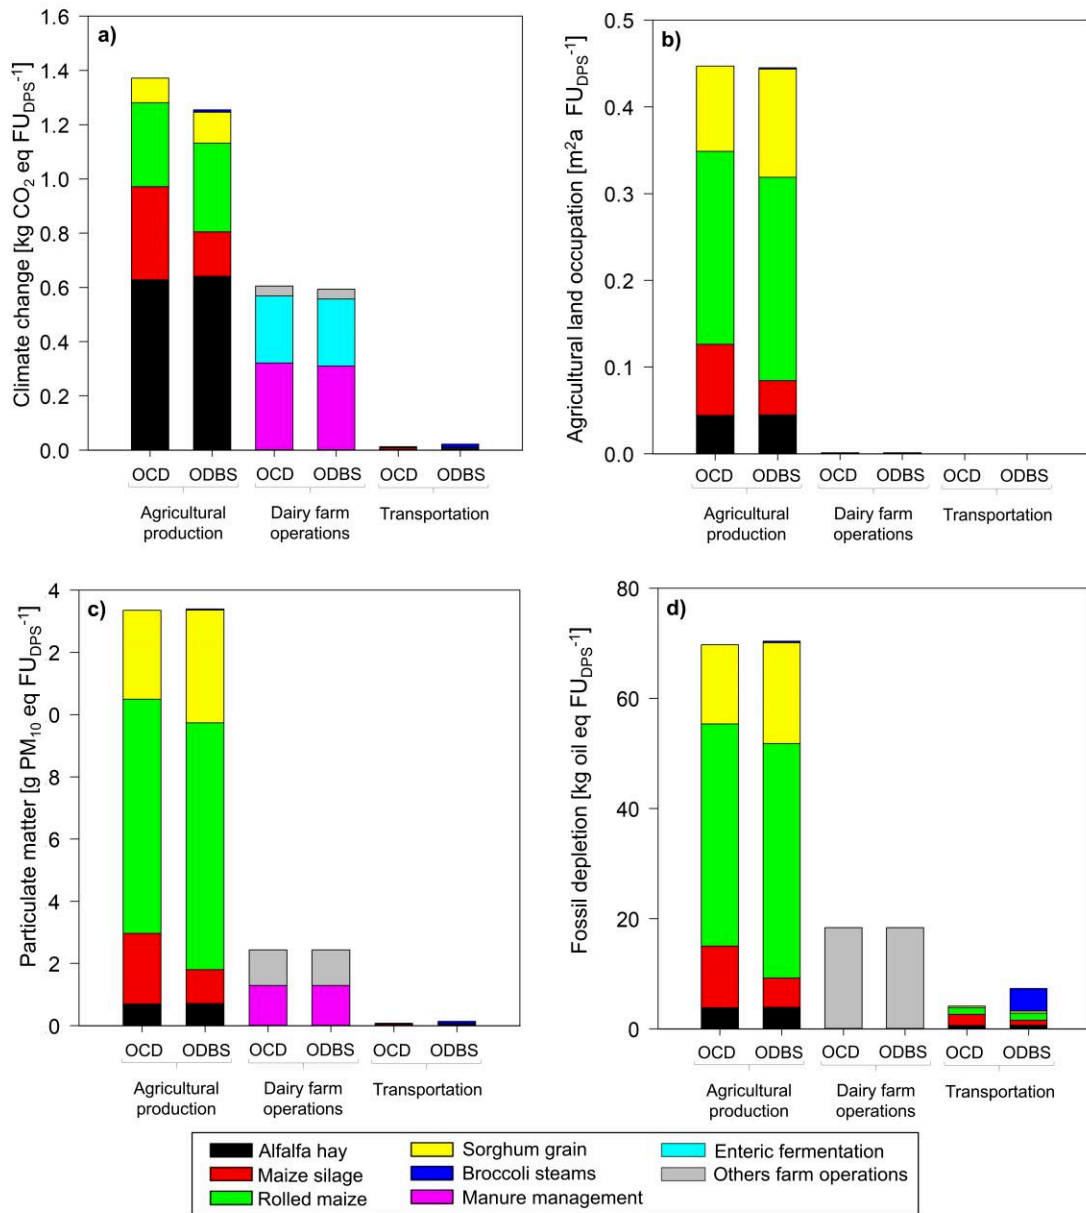 a)
Climate change [kg CO₂ eq FU_DPS⁻¹]
1.6
1.4
1.2
1.0
0.8
0.6
0.4
0.2
0.0
OCD ODBS OCD ODBS OCD ODBS
Agricultural production Dairy farm operations Transportation
b)
Agricultural land occupation [m²a FU_DPS⁻¹]
0.5
0.4
0.3
0.2
0.1
0.0
OCD ODBS OCD ODBS OCD ODBS
Agricultural production Dairy farm operations Transportation
c)
Particulate matter [g PM₁₀ eq FU_DPS⁻¹]
4
2
0
8
6
4
2
0
OCD ODBS OCD ODBS OCD ODBS
Agricultural production Dairy farm operations Transportation
d)
Fossil depletion [kg oil eq FU_DPS⁻¹]
80
60
40
20
0
OCD ODBS OCD ODBS OCD ODBS
Agricultural production Dairy farm operations Transportation
Alfalfa hay
Maize silage
Rolled maize
Sorghum grain
Broccoli steams
Manure management
Enteric fermentation
Others farm operations